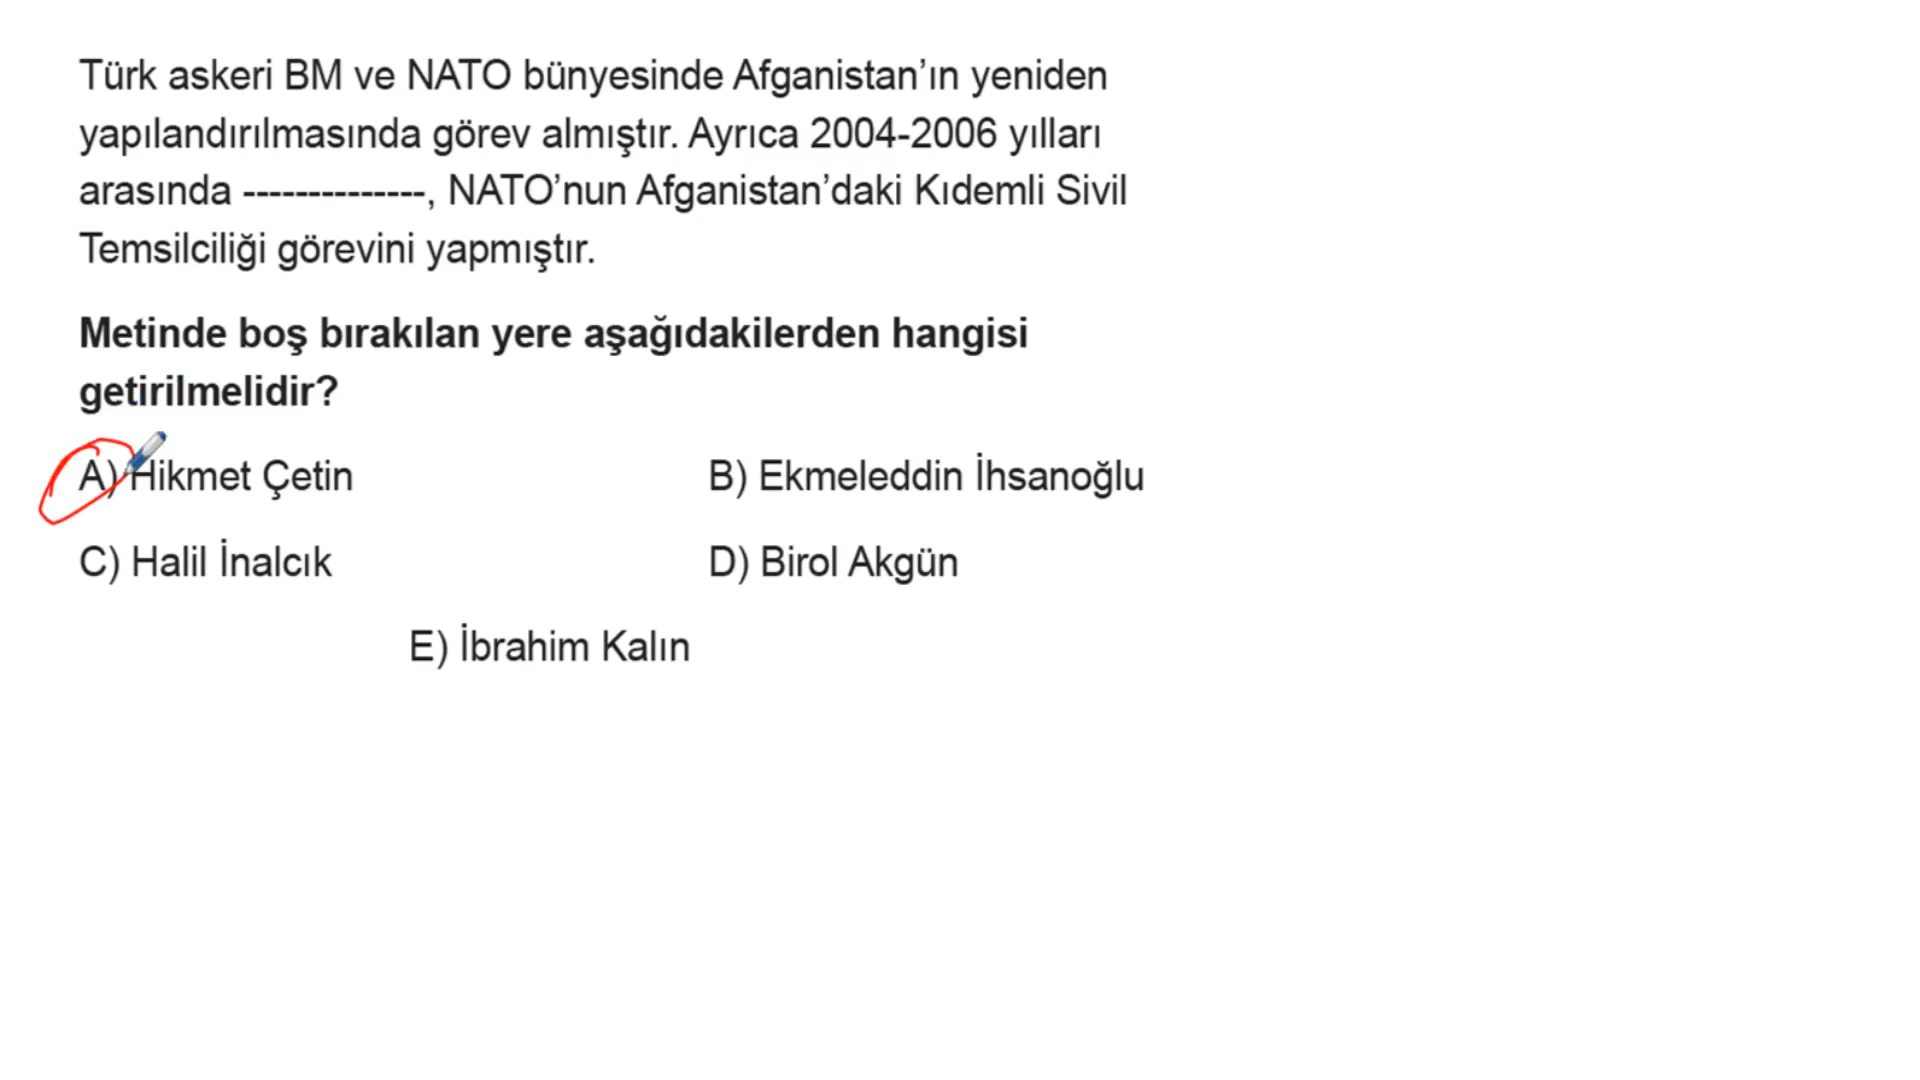 Türk askeri BM ve NATO bünyesinde Afganistan’ın yeniden
yapılandırılmasında görev almıştır. Ayrıca 2004-2006 yılları
arasında --------------, NATO’nun Afganistan’daki Kıdemli Sivil
Temsilciliği görevini yapmıştır.
Metinde boş bırakılan yere aşağıdakilerden hangisi
getirilmelidir?
A) Hikmet Çetin B) Ekmeleddin İhsanoğlu
C) Halil İnalcık D) Birol Akgün
E) İbrahim Kalın